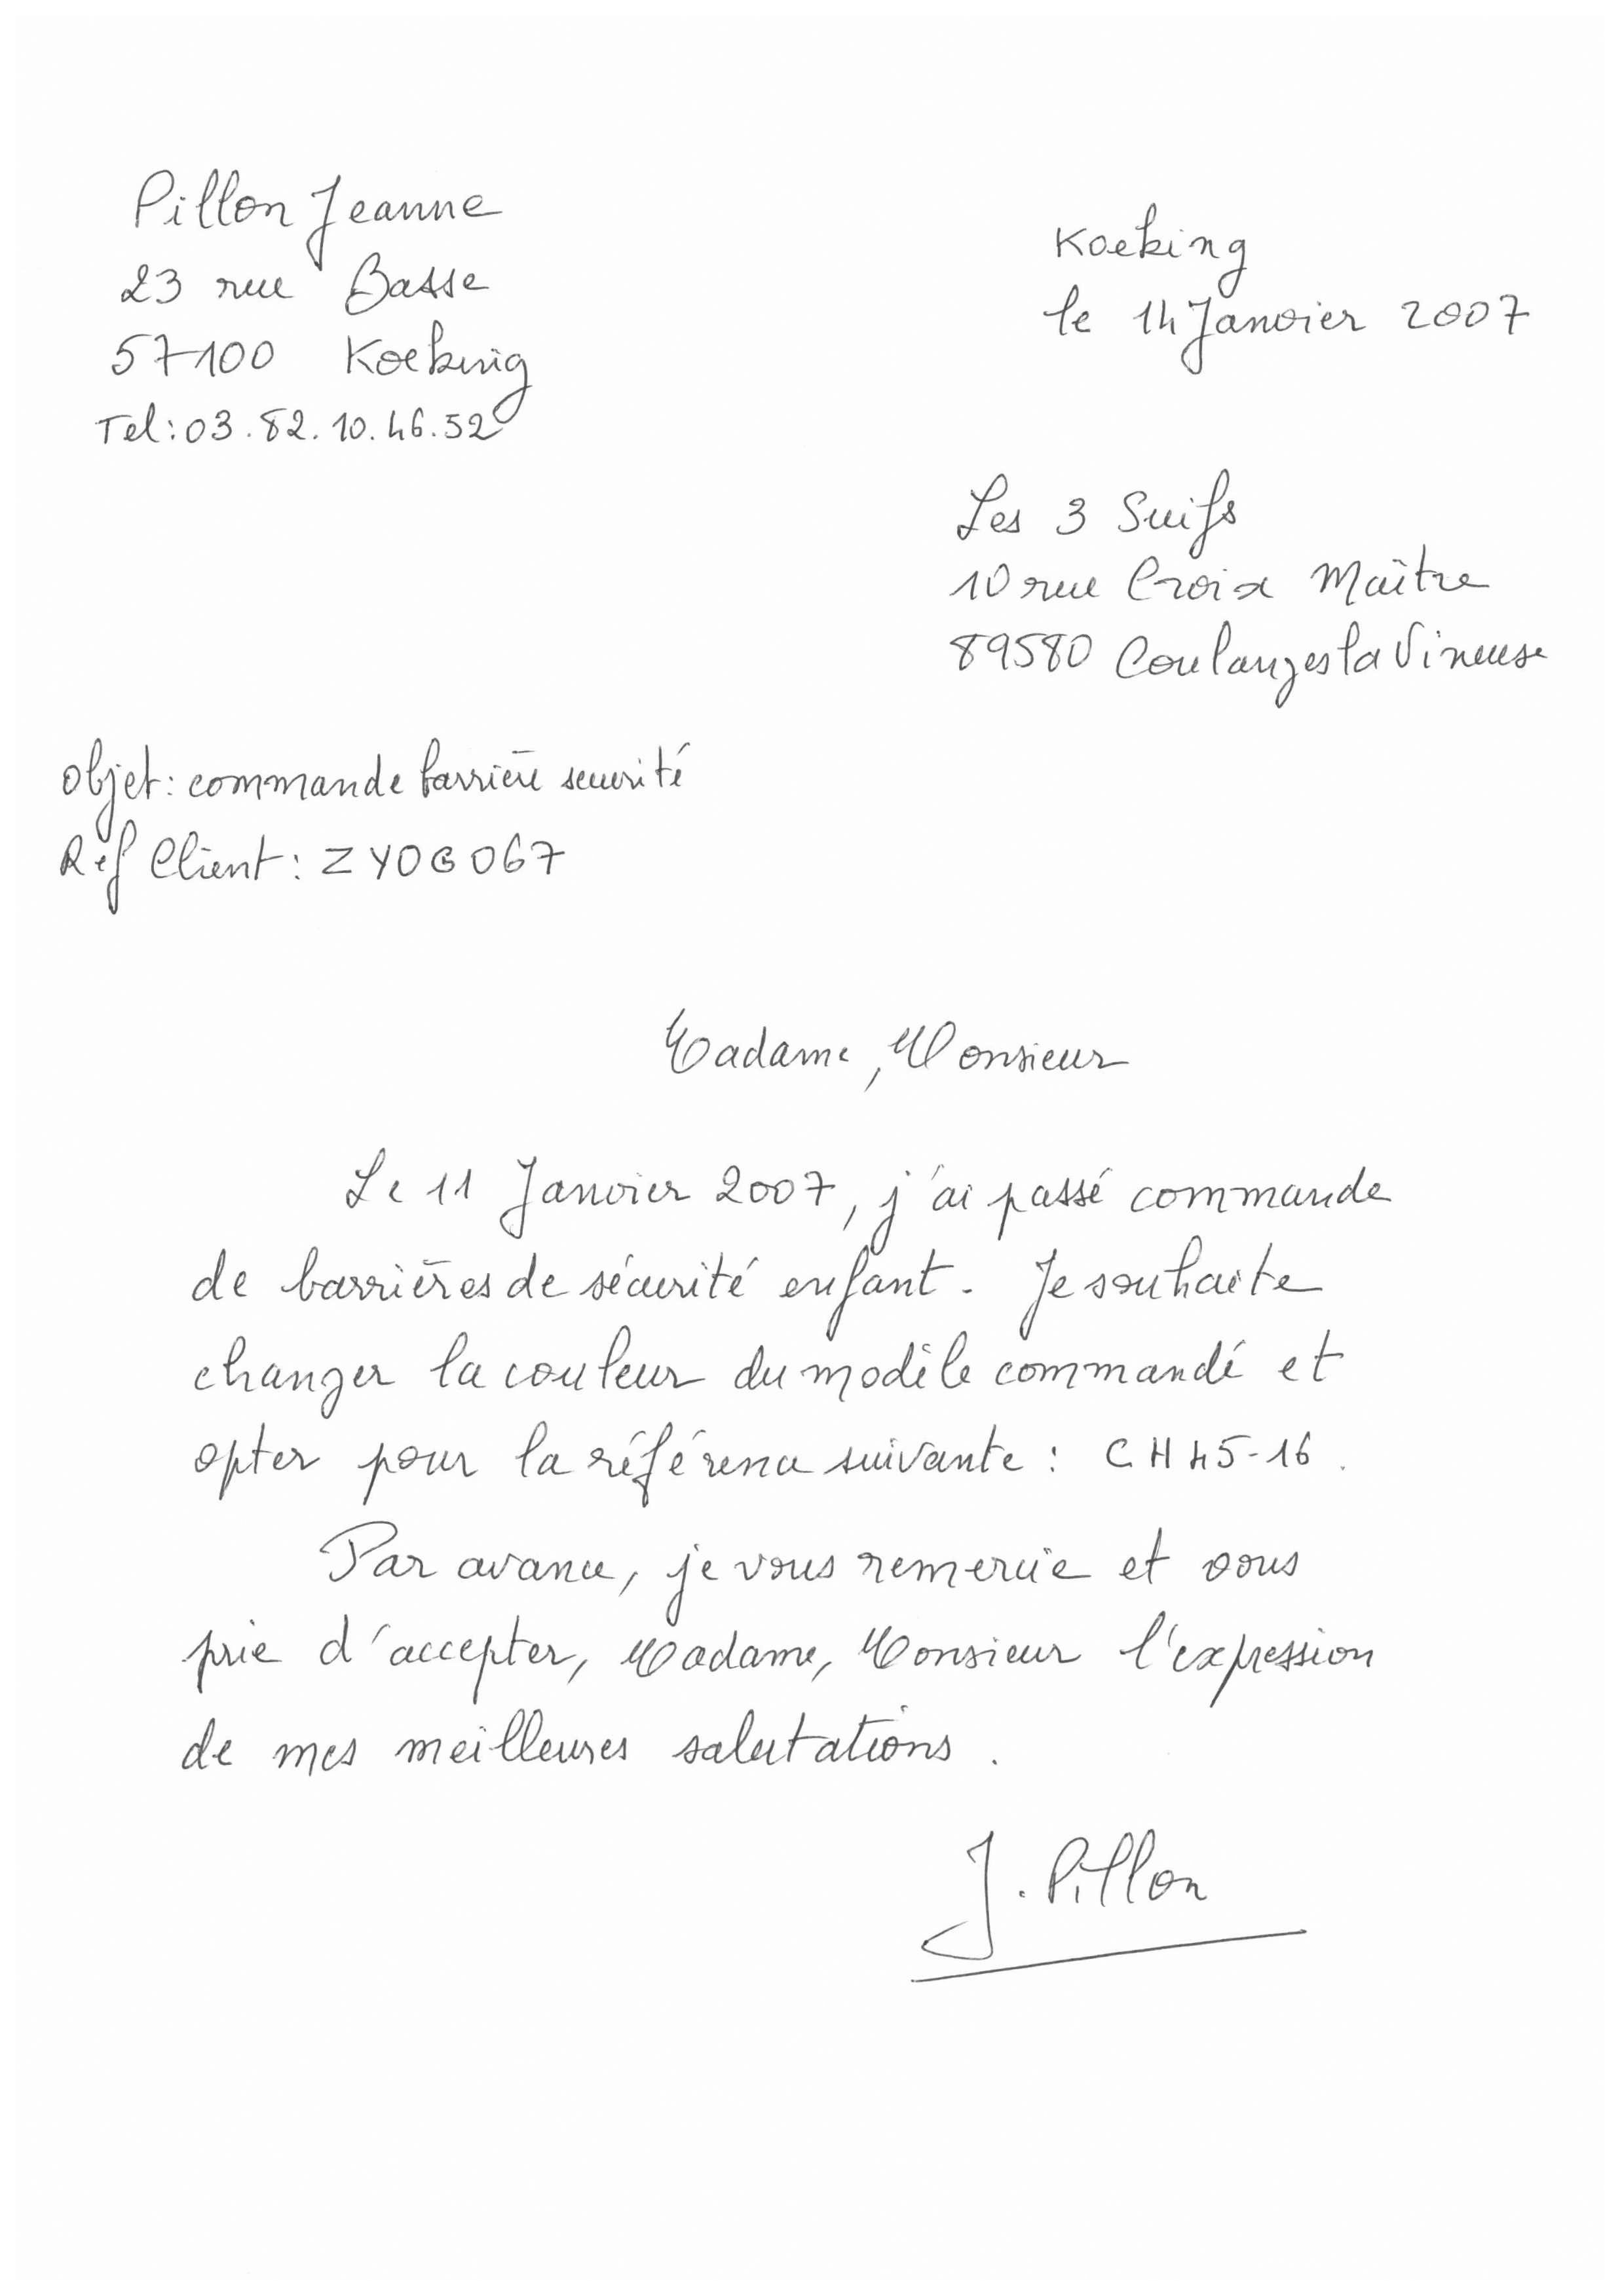 Pillon Jeanne
23 rue Basse
57100 Koeking
Tel: 03.82.10.46.52
Koeking
le 14 Janvier 2007
Les 3 Suifs
10 rue Croix Maître
89580 Coulanges la Vineuse
Objet: commande barrière securité
Réf Client: ZYOG067
Madame, Monsieur
Le 11 Janvier 2007, j'ai passé commande
de barrières de sécurité enfant. Je souhaite
changer la couleur du modèle commandé et
opter pour la référence suivante : CH45-16.
Par avance, je vous remercie et vous
prie d'accepter, Madame, Monsieur l'expression
de mes meilleures salutations.
J. Pillon